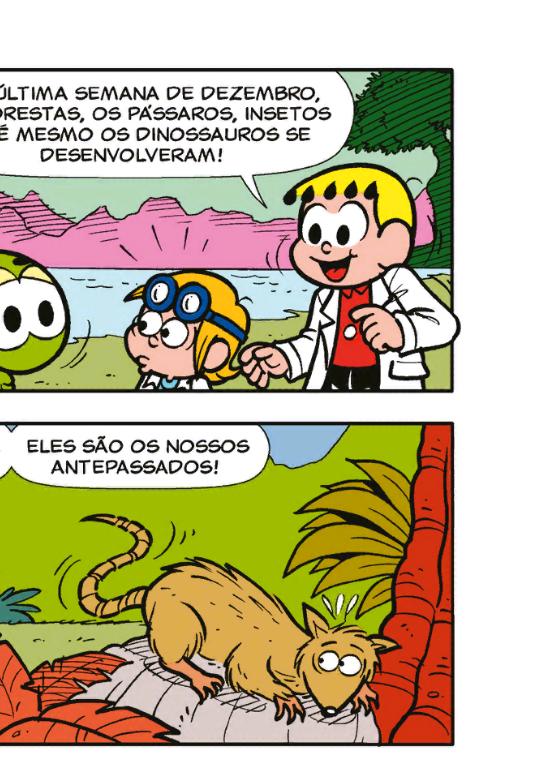 ÚLTIMA SEMANA DE DEZEMBRO,
ORESTAS, OS PÁSSAROS, INSETOS
É MESMO OS DINOSSAUROS SE
DESENVOLVERAM!
ELES SÃO OS NOSSOS
ANTEPASSADOS!